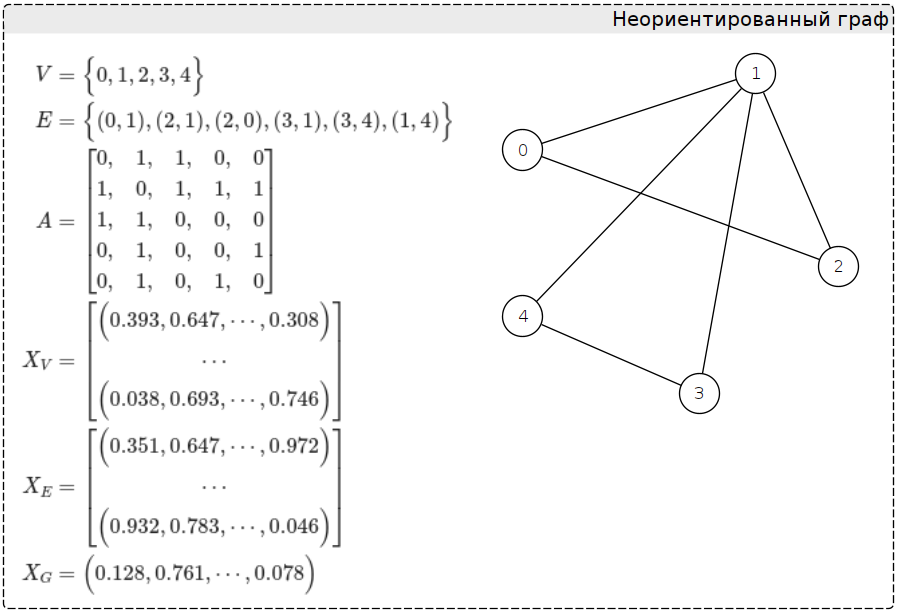 Неориентированный граф
V = {0, 1, 2, 3, 4}
E = {(0, 1), (2, 1), (2, 0), (3, 1), (3, 4), (1, 4)}
A = [0, 1, 1, 0, 0
1, 0, 1, 1, 1
1, 1, 0, 0, 0
0, 1, 0, 0, 1
0, 1, 0, 1, 0]
X_V = [(0.393, 0.647, ⋯, 0.308)
⋯
(0.038, 0.693, ⋯, 0.746)]
X_E = [(0.351, 0.647, ⋯, 0.972)
⋯
(0.932, 0.783, ⋯, 0.046)]
X_G = (0.128, 0.761, ⋯, 0.078)
1
0
2
4
3